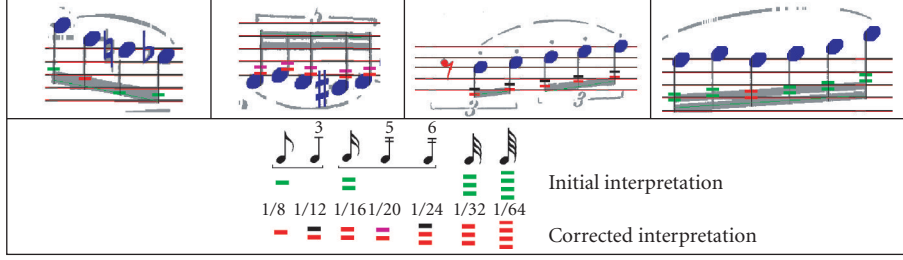 5
3 3
3 5 6
Initial interpretation
1/8 1/12 1/16 1/20 1/24 1/32 1/64
Corrected interpretation